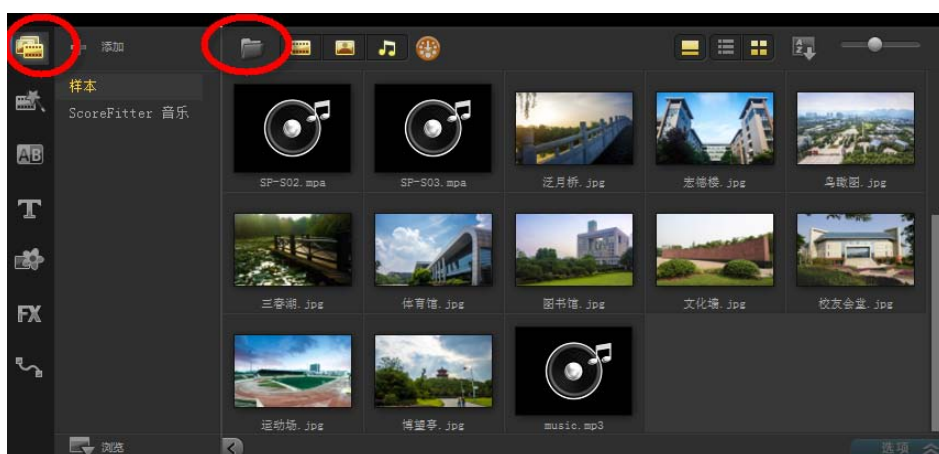 添加
样本
ScoreFitter 音乐
AB
T
FX
A
Z
SP-S02.mpa
SP-S03.mpa
泛月桥.jpg
宏德楼.jpg
鸟瞰图.jpg
三春湖.jpg
体育馆.jpg
图书馆.jpg
文化墙.jpg
校友会堂.jpg
运动场.jpg
博望亭.jpg
music.mp3
浏览
选项